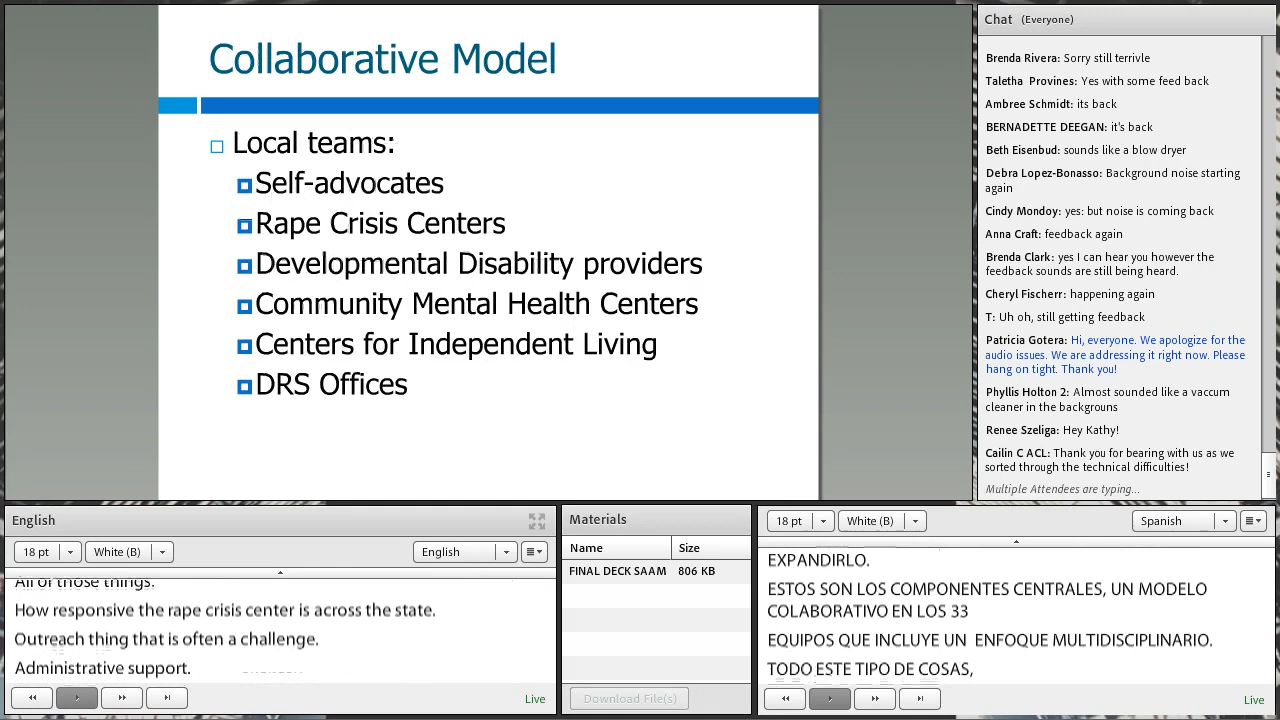 Collaborative Model
Local teams:
Self-advocates
Rape Crisis Centers
Developmental Disability providers
Community Mental Health Centers
Centers for Independent Living
DRS Offices
Chat (Everyone)
Brenda Rivera: Sorry still terrivle
Taletha Provines: Yes with some feed back
Ambree Schmidt: its back
BERNADETTE DEEGAN: it's back
Beth Eisenbud: sounds like a blow dryer
Debra Lopez-Bonasso: Background noise starting
again
Cindy Mondoy: yes: but noise is coming back
Anna Craft: feedback again
Brenda Clark: yes I can hear you however the
feedback sounds are still being heard.
Cheryl Fischerr: happening again
T: Uh oh, still getting feedback
Patricia Gotera: Hi, everyone. We apologize for the
audio issues. We are addressing it right now. Please
hang on tight. Thank you!
Phyllis Holton 2: Almost sounded like a vaccum
cleaner in the backgrouns
Renee Szeliga: Hey Kathy!
Cailin C ACL: Thank you for bearing with us as we
sorted through the technical difficulties!
Multiple Attendees are typing...
English
18 pt White (B) English
All of those things.
How responsive the rape crisis center is across the state.
Outreach thing that is often a challenge.
Administrative support.
Live
Materials
Name Size
FINAL DECK SAAM 806 KB
Download File(s)
18 pt White (B) Spanish
EXPANDIRLO.
ESTOS SON LOS COMPONENTES CENTRALES, UN MODELO
COLABORATIVO EN LOS 33
EQUIPOS QUE INCLUYE UN ENFOQUE MULTIDISCIPLINARIO.
TODO ESTE TIPO DE COSAS,
Live